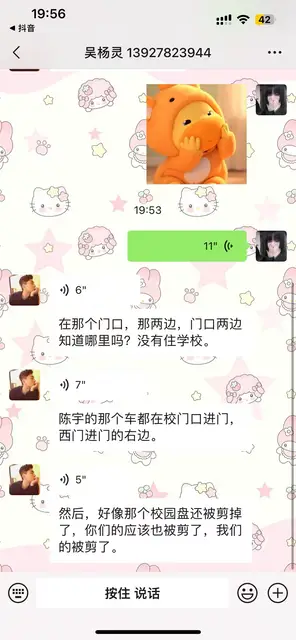 19:56
42
抖音
吴杨灵 13927823944
19:53
11"
6"
在那个门口，那两边，门口两边
知道哪里吗？没有住学校。
7"
陈宇的那个车都在校门口进门，
西门进门的右边。
5"
然后，好像那个校园盘还被剪掉
了，你们的应该也被剪了，我们
的被剪了。
按住 说话